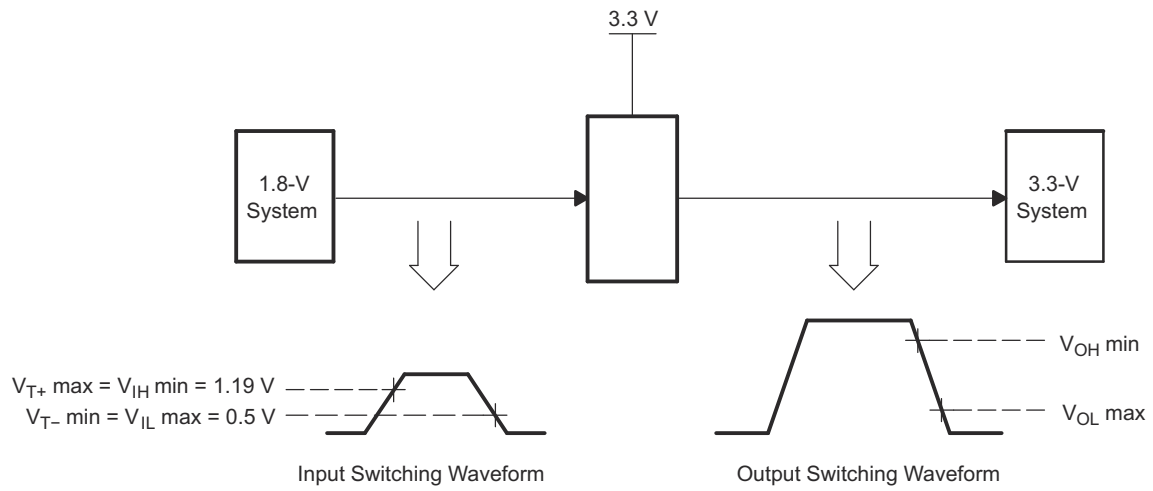 3.3 V
1.8-V
System
3.3-V
System
V_OH min
V_T+ max = V_IH min = 1.19 V
V_T– min = V_IL max = 0.5 V
V_OL max
Input Switching Waveform
Output Switching Waveform